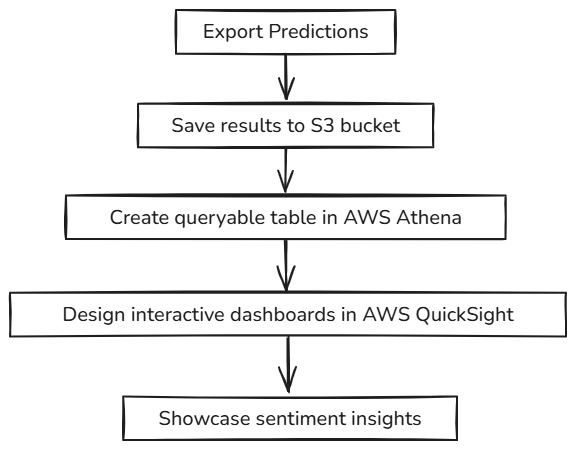 Export Predictions
Save results to S3 bucket
Create queryable table in AWS Athena
Design interactive dashboards in AWS QuickSight
Showcase sentiment insights